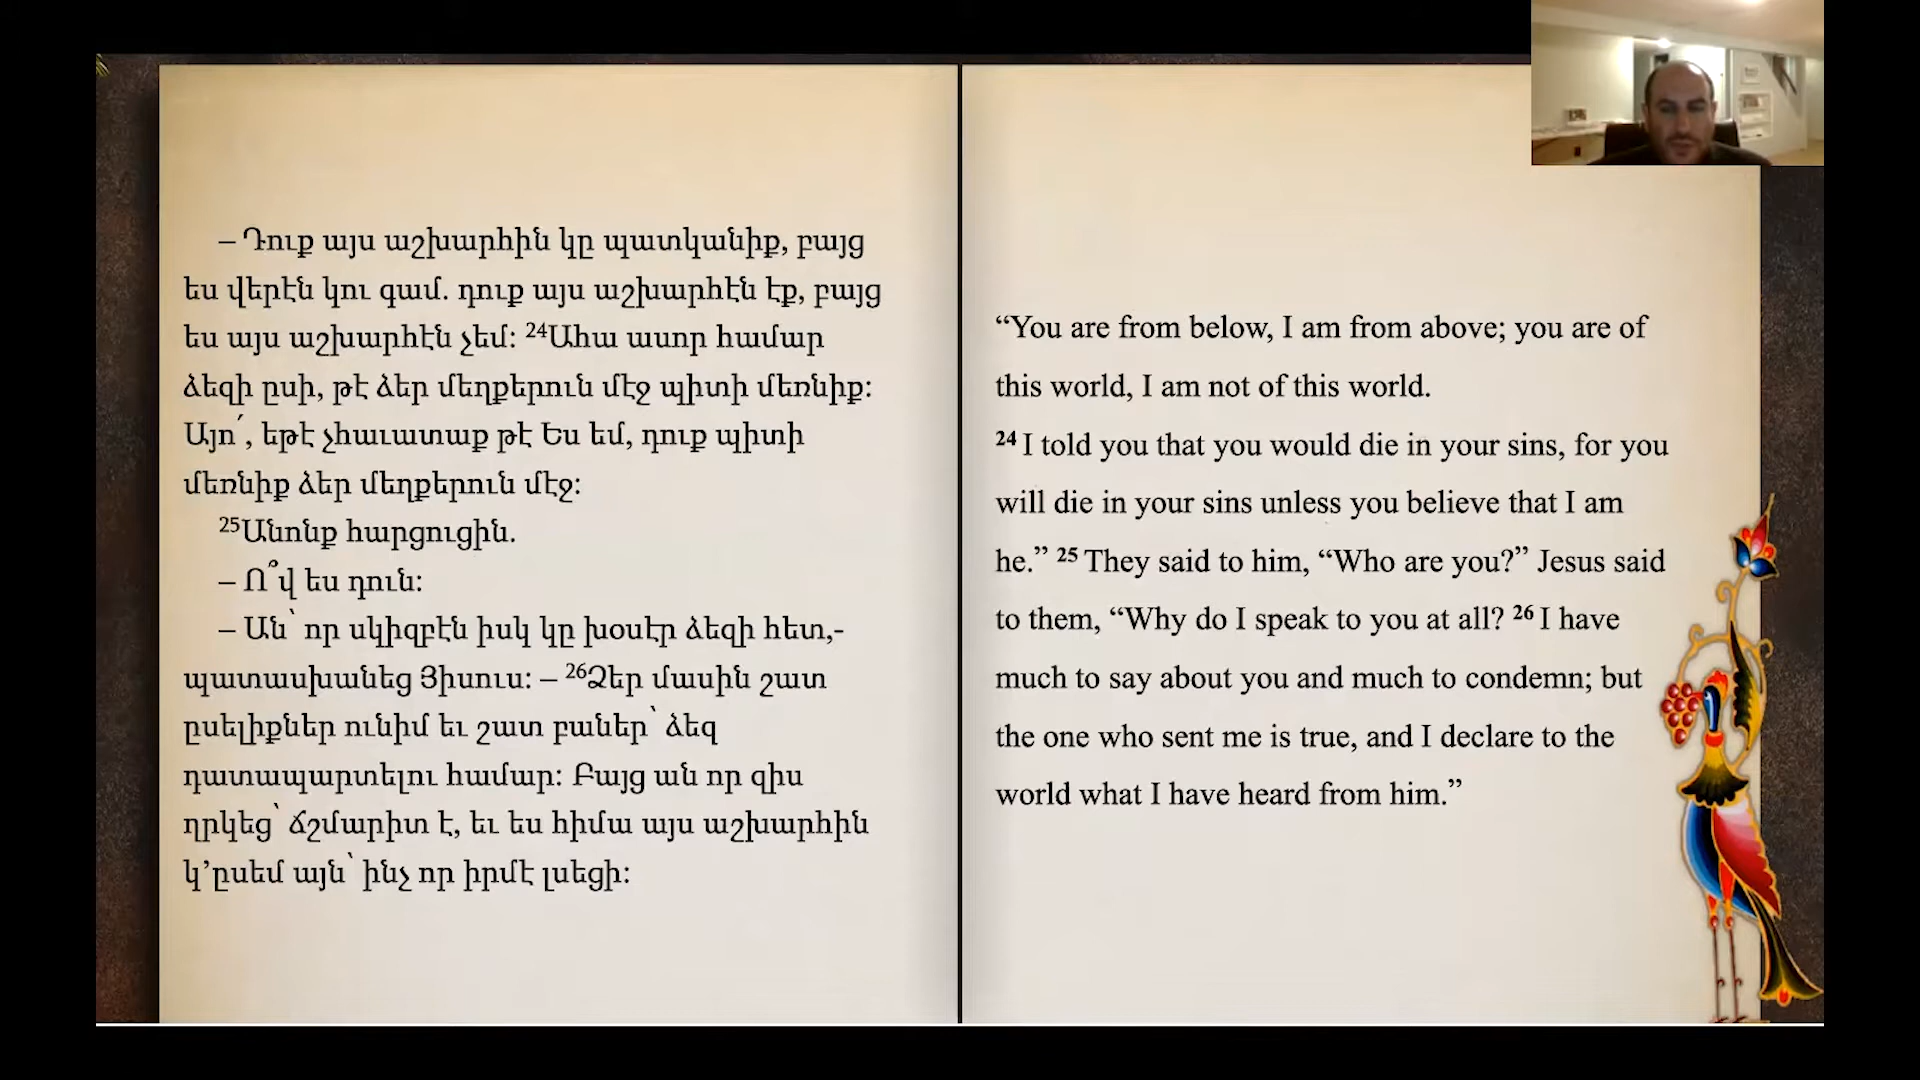 – Դուք այս աշխարհին կը պատկանիք, բայց
ես վերէն կու գամ. դուք այս աշխարհէն էք, բայց
ես այս աշխարհէն չեմ։ ²⁴Ահա ասոր համար
ձեզի ըսի, թէ ձեր մեղքերուն մէջ պիտի մեռնիք։
Այո՛, եթէ չհաւատաք թէ Ես եմ, դուք պիտի
մեռնիք ձեր մեղքերուն մէջ։
²⁵Անոնք հարցուցին.
– Ո՞վ ես դուն։
– Ան՝ որ սկիզբէն իսկ կը խօսէր ձեզի հետ,-
պատասխանեց Յիսուս։ – ²⁶Ձեր մասին շատ
ըսելիքներ ունիմ եւ շատ բաներ՝ ձեզ
դատապարտելու համար։ Բայց ան որ զիս
ղրկեց՝ ճշմարիտ է, եւ ես հիմա այս աշխարհին
կ’ըսեմ այն՝ ինչ որ իրմէ լսեցի։
“You are from below, I am from above; you are of
this world, I am not of this world.
²⁴ I told you that you would die in your sins, for you
will die in your sins unless you believe that I am
he.” ²⁵ They said to him, “Who are you?” Jesus said
to them, “Why do I speak to you at all? ²⁶ I have
much to say about you and much to condemn; but
the one who sent me is true, and I declare to the
world what I have heard from him.”